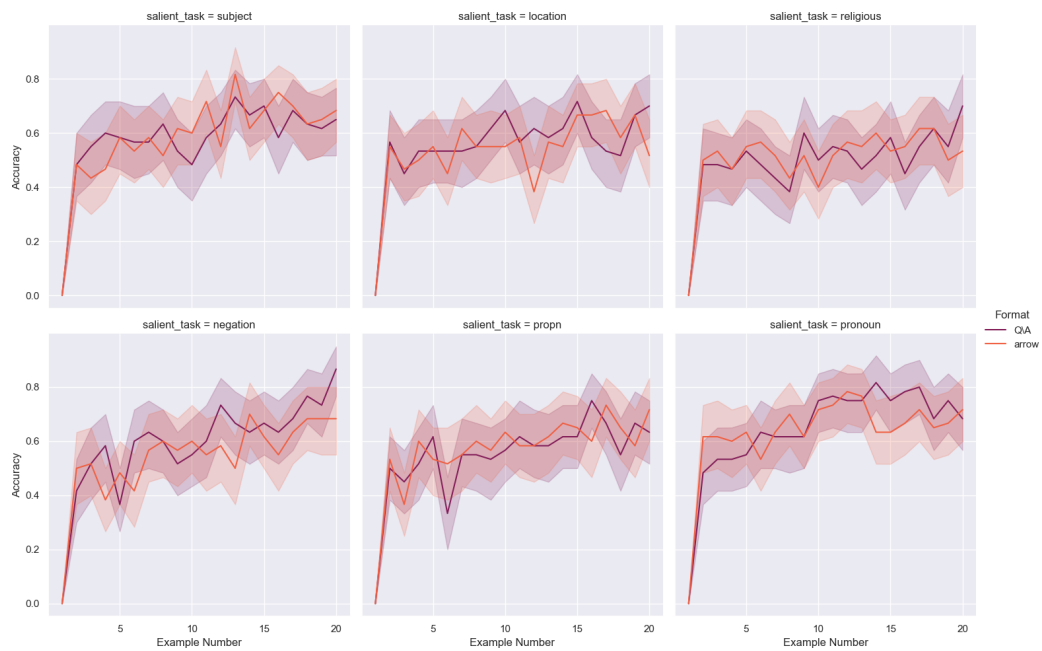 salient_task = subject
salient_task = location
salient_task = religious
0.8
0.6
0.4
0.2
0.0
Accuracy
salient_task = negation
salient_task = propn
salient_task = pronoun
Format
Q\A
arrow
0.8
0.6
0.4
0.2
0.0
Accuracy
5 10 15 20
5 10 15 20
5 10 15 20
Example Number
Example Number
Example Number